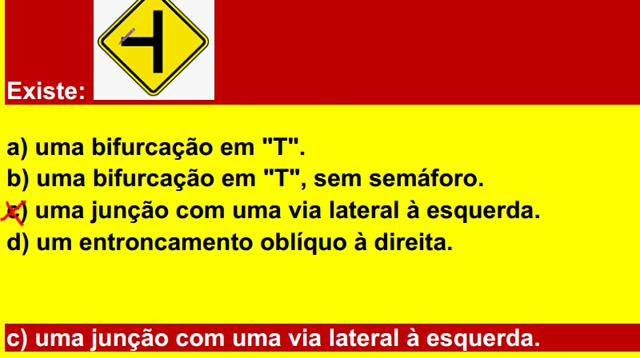 Existe:
a) uma bifurcação em "T".
b) uma bifurcação em "T", sem semáforo.
c) uma junção com uma via lateral à esquerda.
d) um entroncamento oblíquo à direita.
c) uma junção com uma via lateral à esquerda.